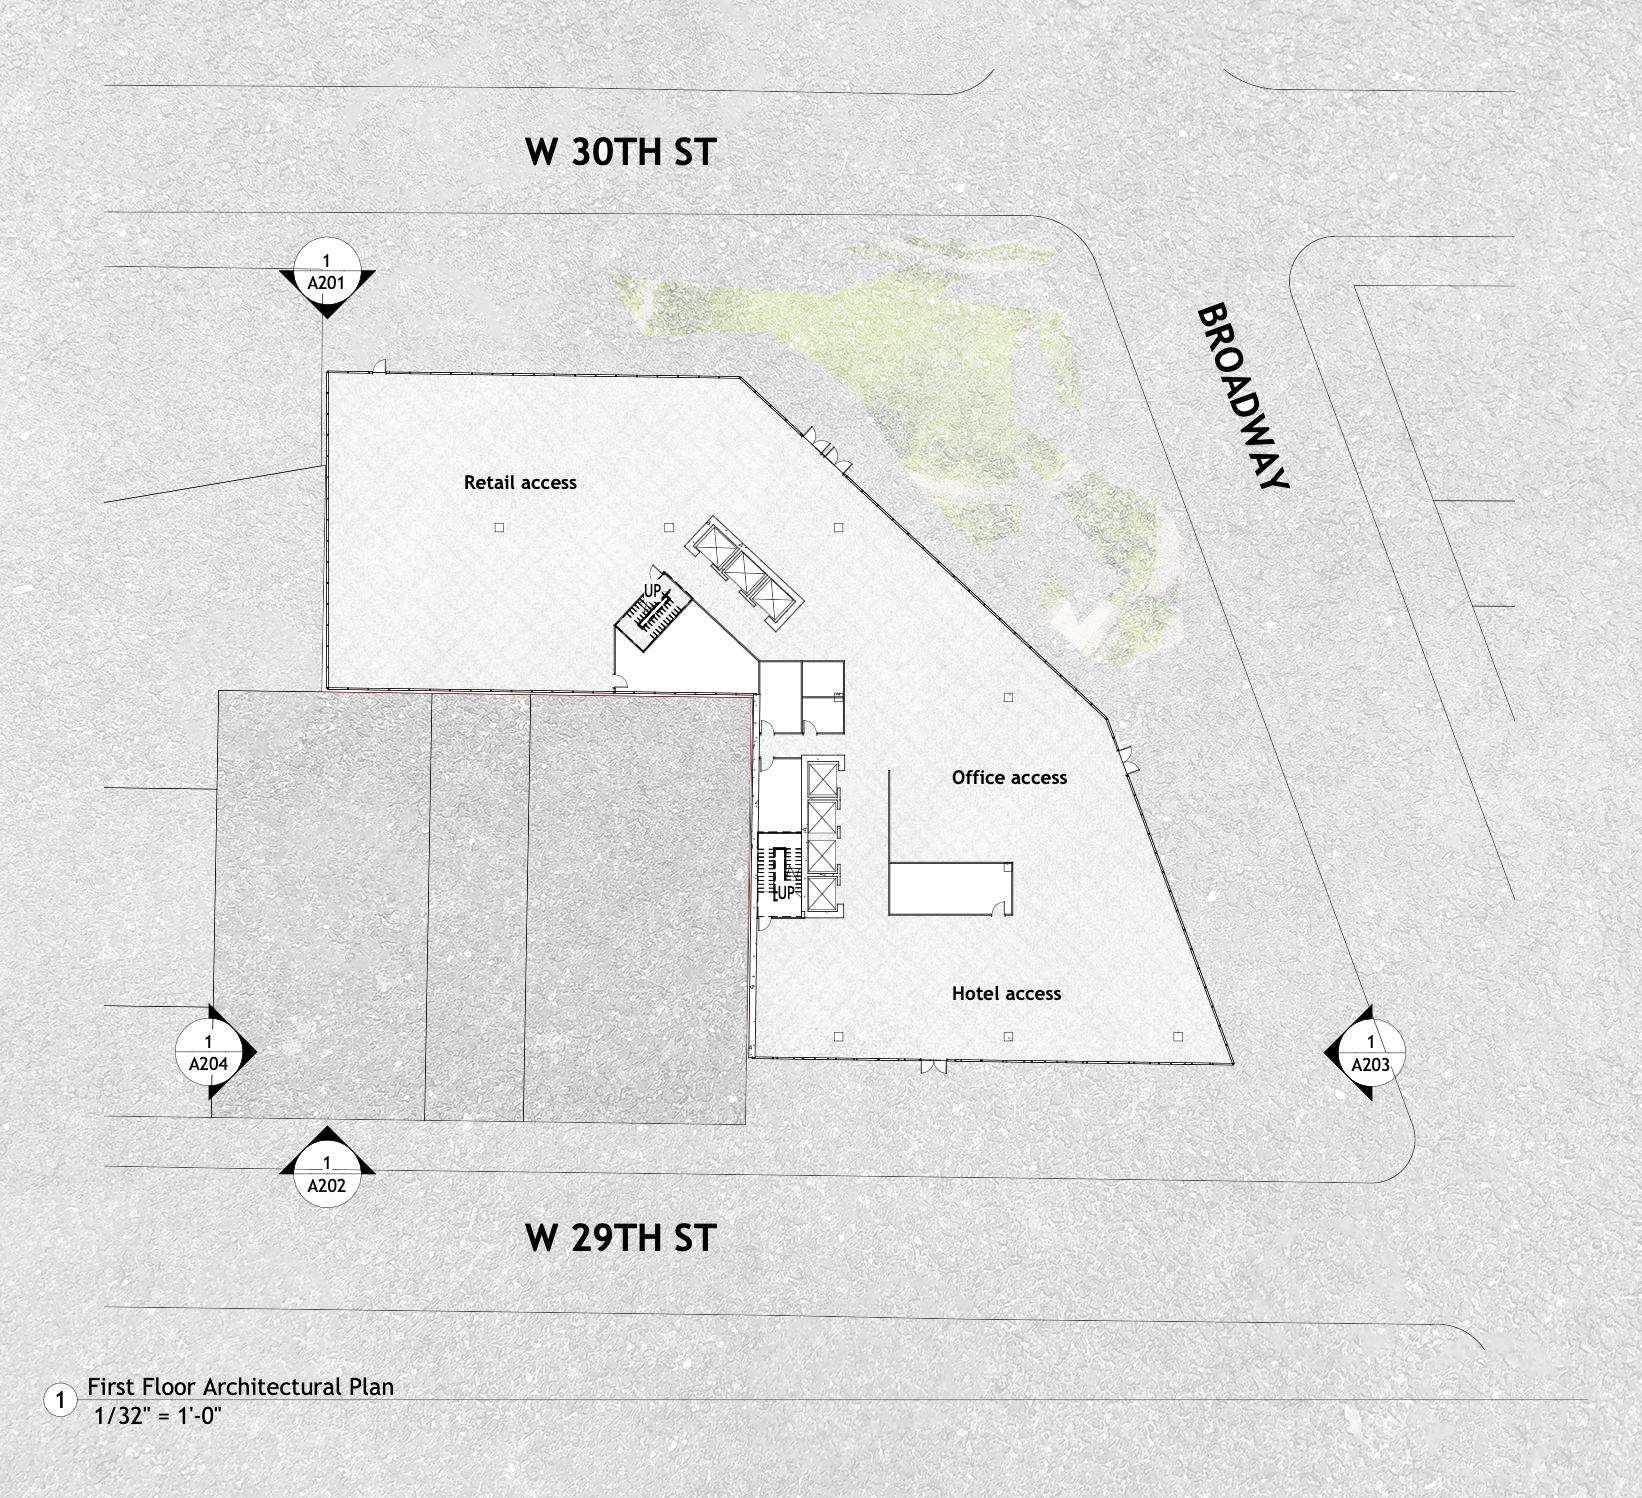 W 30TH ST
1
A201
BROADWAY
Retail access
UP
Office access
UP
Hotel access
1
A204
1
A203
1
A202
W 29TH ST
1
First Floor Architectural Plan
1/32" = 1'-0"